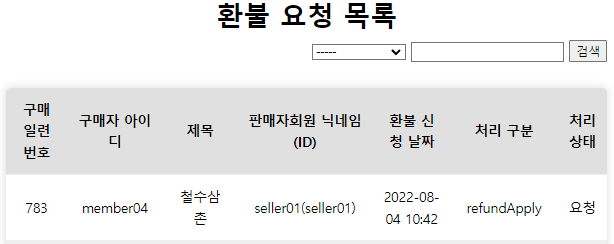 환불 요청 목록
----- 검색
구매 일련 번호 구매자 아이디 제목 판매자회원 닉네임(ID) 환불 신청 날짜 처리 구분 처리 상태
783 member04 철수삼촌 seller01(seller01) 2022-08-04 10:42 refundApply 요청